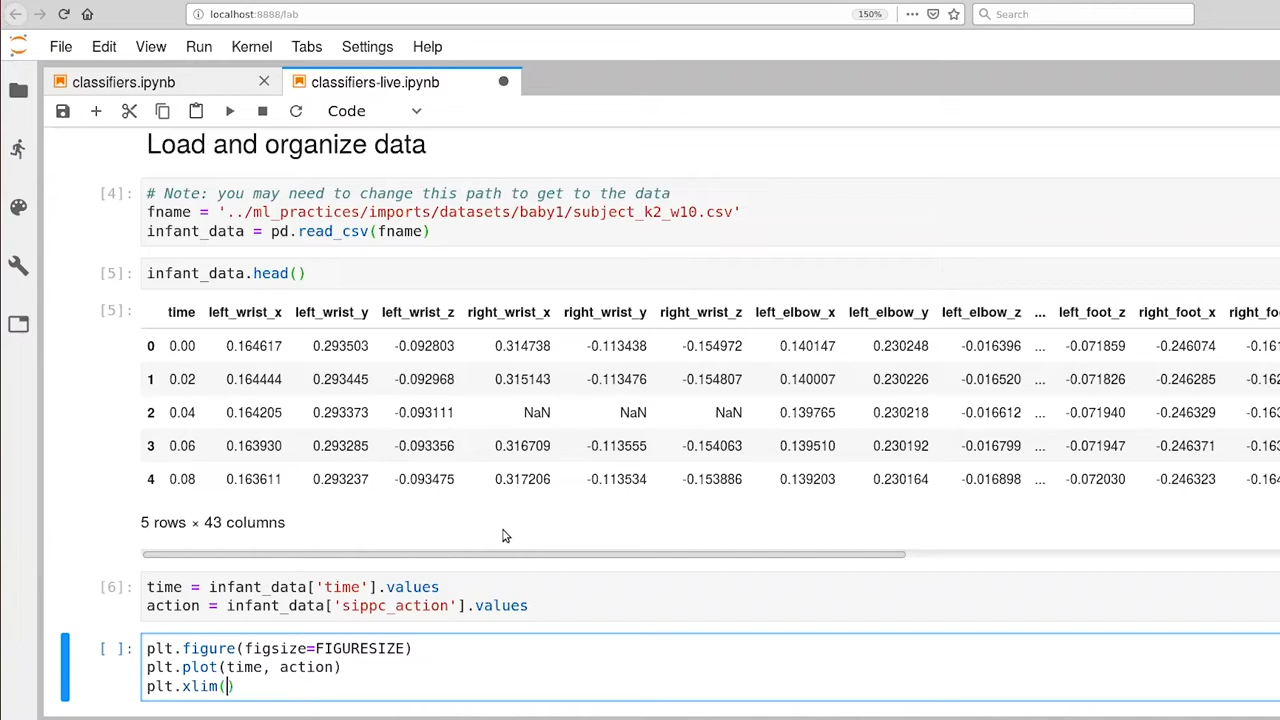 localhost:8888/lab 150% Search
File Edit View Run Kernel Tabs Settings Help
classifiers.ipynb classifiers-live.ipynb
Code
Load and organize data
[4]: # Note: you may need to change this path to get to the data
fname = '../ml_practices/imports/datasets/baby1/subject_k2_w10.csv'
infant_data = pd.read_csv(fname)
[5]: infant_data.head()
[5]: time left_wrist_x left_wrist_y left_wrist_z right_wrist_x right_wrist_y right_wrist_z left_elbow_x left_elbow_y left_elbow_z ... left_foot_z right_foot_x right_fo
0 0.00 0.164617 0.293503 -0.092803 0.314738 -0.113438 -0.154972 0.140147 0.230248 -0.016396 ... -0.071859 -0.246074 -0.161
1 0.02 0.164444 0.293445 -0.092968 0.315143 -0.113476 -0.154807 0.140007 0.230226 -0.016520 ... -0.071826 -0.246285 -0.162
2 0.04 0.164205 0.293373 -0.093111 NaN NaN NaN 0.139765 0.230218 -0.016612 ... -0.071940 -0.246329 -0.163
3 0.06 0.163930 0.293285 -0.093356 0.316709 -0.113555 -0.154063 0.139510 0.230192 -0.016799 ... -0.071947 -0.246371 -0.163
4 0.08 0.163611 0.293237 -0.093475 0.317206 -0.113534 -0.153886 0.139203 0.230164 -0.016898 ... -0.072030 -0.246323 -0.164
5 rows × 43 columns
[6]: time = infant_data['time'].values
action = infant_data['sippc_action'].values
[ ]: plt.figure(figsize=FIGURESIZE)
plt.plot(time, action)
plt.xlim()